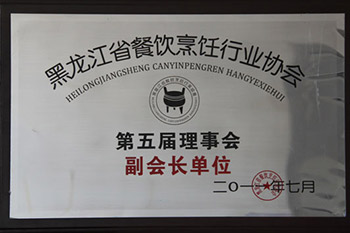 黑龙江省餐饮烹饪行业协会
HEILONGJIANGSHENG CANYINPENGREN HANGYEXIEHUI
第五届理事会
副会长单位
二〇一一年七月